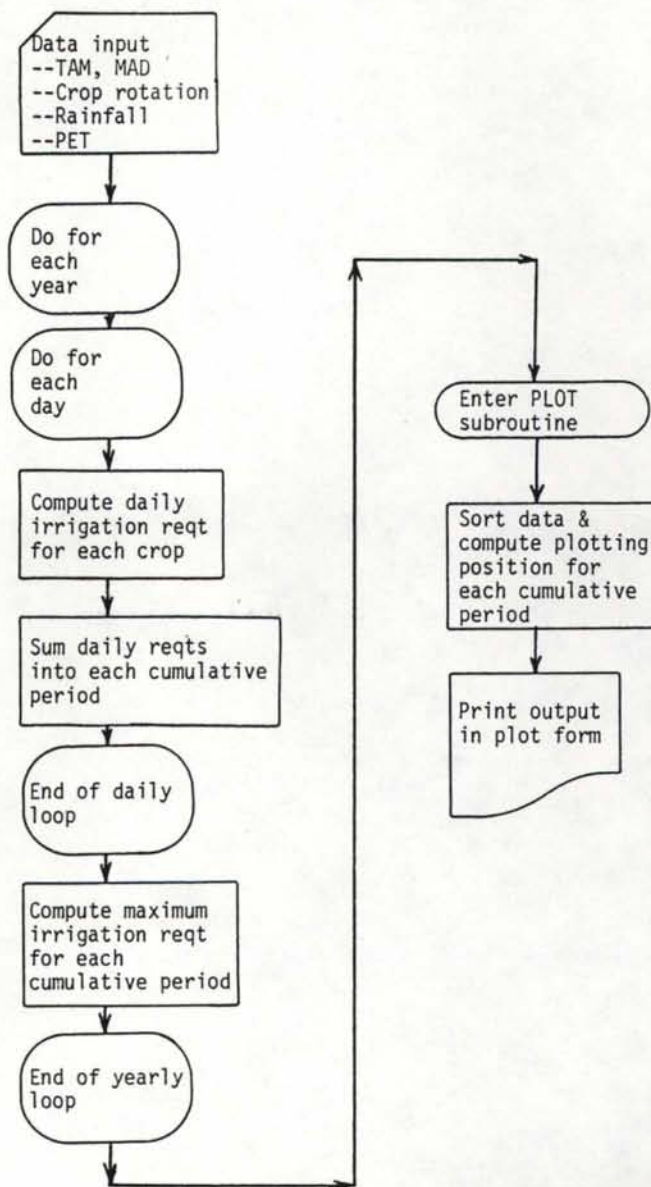 Data input
--TAM, MAD
--Crop rotation
--Rainfall
--PET
Do for
each
year
Do for
each
day
Compute daily
irrigation reqt
for each crop
Sum daily reqts
into each cumulative
period
End of daily
loop
Compute maximum
irrigation reqt
for each
cumulative period
End of yearly
loop
Enter PLOT
subroutine
Sort data &
compute plotting
position for
each cumulative
period
Print output
in plot form